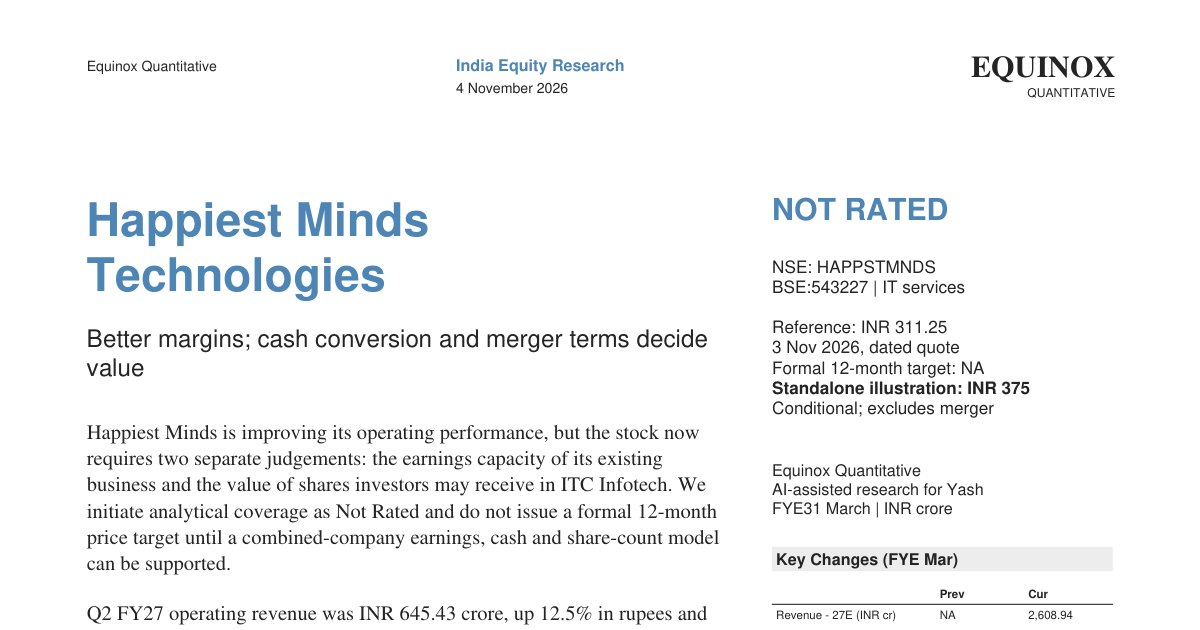 Equinox Quantitative
India Equity Research
4 November 2026
EQUINOX
QUANTITATIVE
Happiest Minds
Technologies
Better margins; cash conversion and merger terms decide
value
Happiest Minds is improving its operating performance, but the stock now
requires two separate judgements: the earnings capacity of its existing
business and the value of shares investors may receive in ITC Infotech. We
initiate analytical coverage as Not Rated and do not issue a formal 12-month
price target until a combined-company earnings, cash and share-count model
can be supported.
Q2 FY27 operating revenue was INR 645.43 crore, up 12.5% in rupees and
NOT RATED
NSE: HAPPSTMNDS
BSE:543227 | IT services
Reference: INR 311.25
3 Nov 2026, dated quote
Formal 12-month target: NA
Standalone illustration: INR 375
Conditional; excludes merger
Equinox Quantitative
AI-assisted research for Yash
FYE31 March | INR crore
Key Changes (FYE Mar)
Prev Cur
Revenue - 27E (INR cr) NA 2,608.94